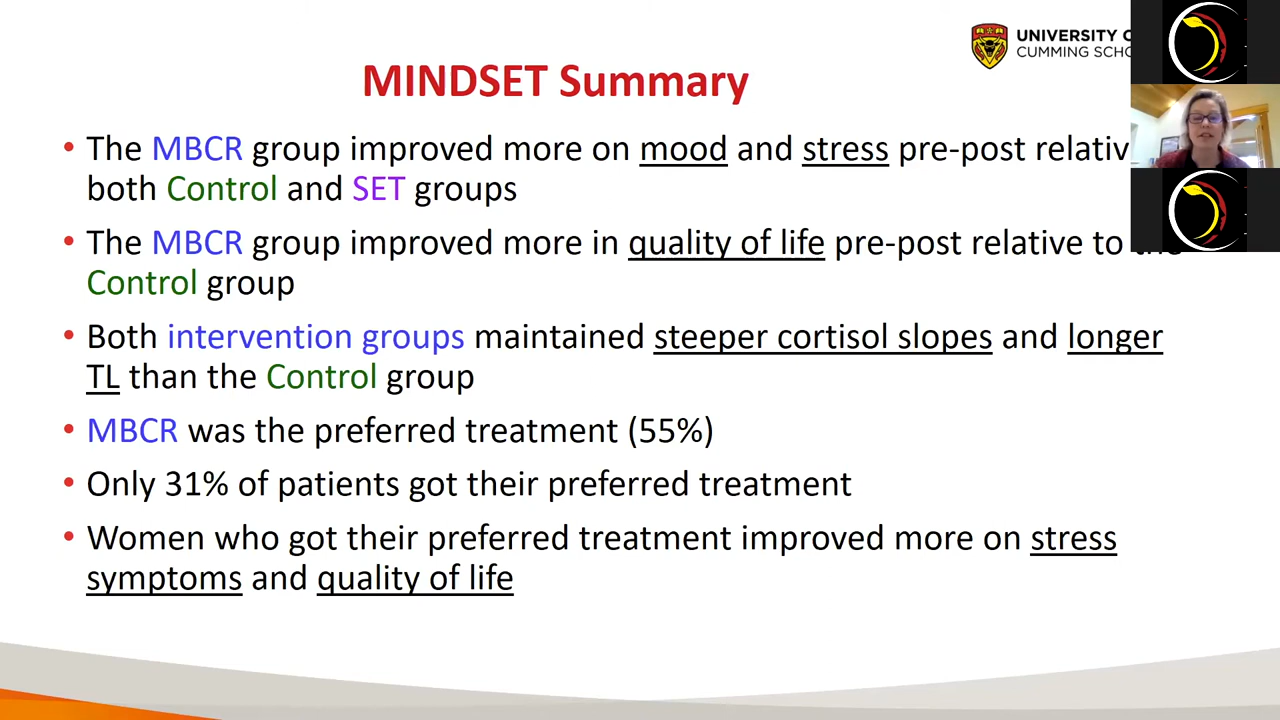 UNIVERSITY
CUMMING
MINDSET Summary
• The MBCR group improved more on mood and stress pre-post
both Control and SET groups
• The MBCR group improved more in quality of life pre-post relative to the
Control group
• Both intervention groups maintained steeper cortisol slopes and longer
TL than the Control group
• MBCR was the preferred treatment (55%)
• Only 31% of patients got their preferred treatment
• Women who got their preferred treatment improved more on stress
symptoms and quality of life